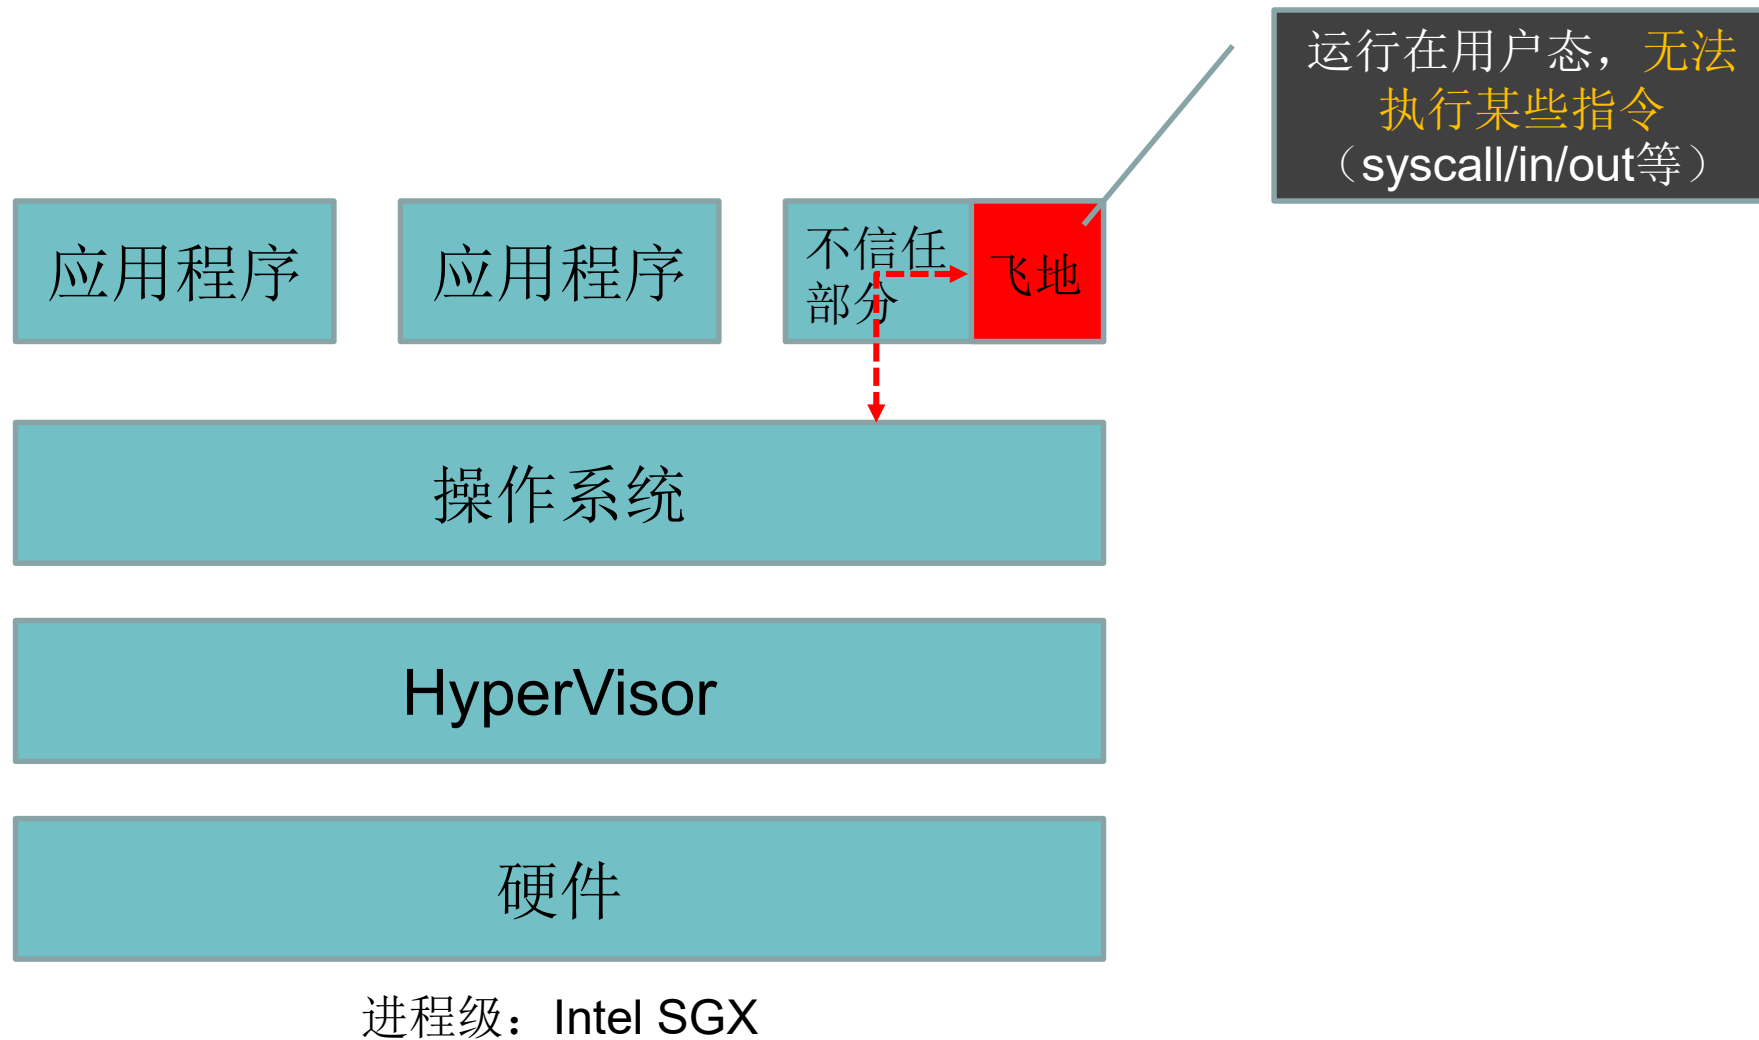 运行在用户态，无法
执行某些指令
（syscall/in/out等）
应用程序
应用程序
不信任
部分
飞地
操作系统
HyperVisor
硬件
进程级：Intel SGX